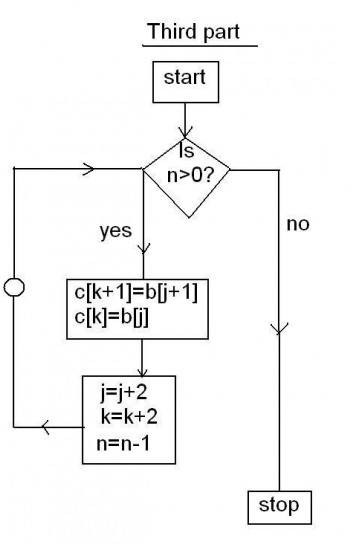 Third part
start
Is
n>0?
yes
no
c[k+1]=b[j+1]
c[k]=b[j]
j=j+2
k=k+2
n=n-1
stop